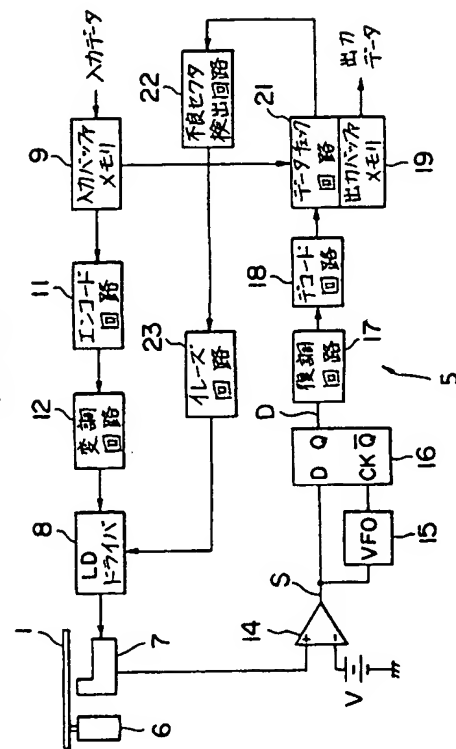 入力データ
9
入力バッファ
メモリ
11
エンコード
回路
12
変調
回路
8
LD
ドライバ
1
7
6
22
不良セクタ
検出回路
23
イレーズ
回路
21
データチェック
回路
出力バッファ
メモリ
19
出力
データ
18
デコード
回路
17
復調
回路
5
D
D Q
CK Q̅
16
VFO
15
S
14
+
-
V